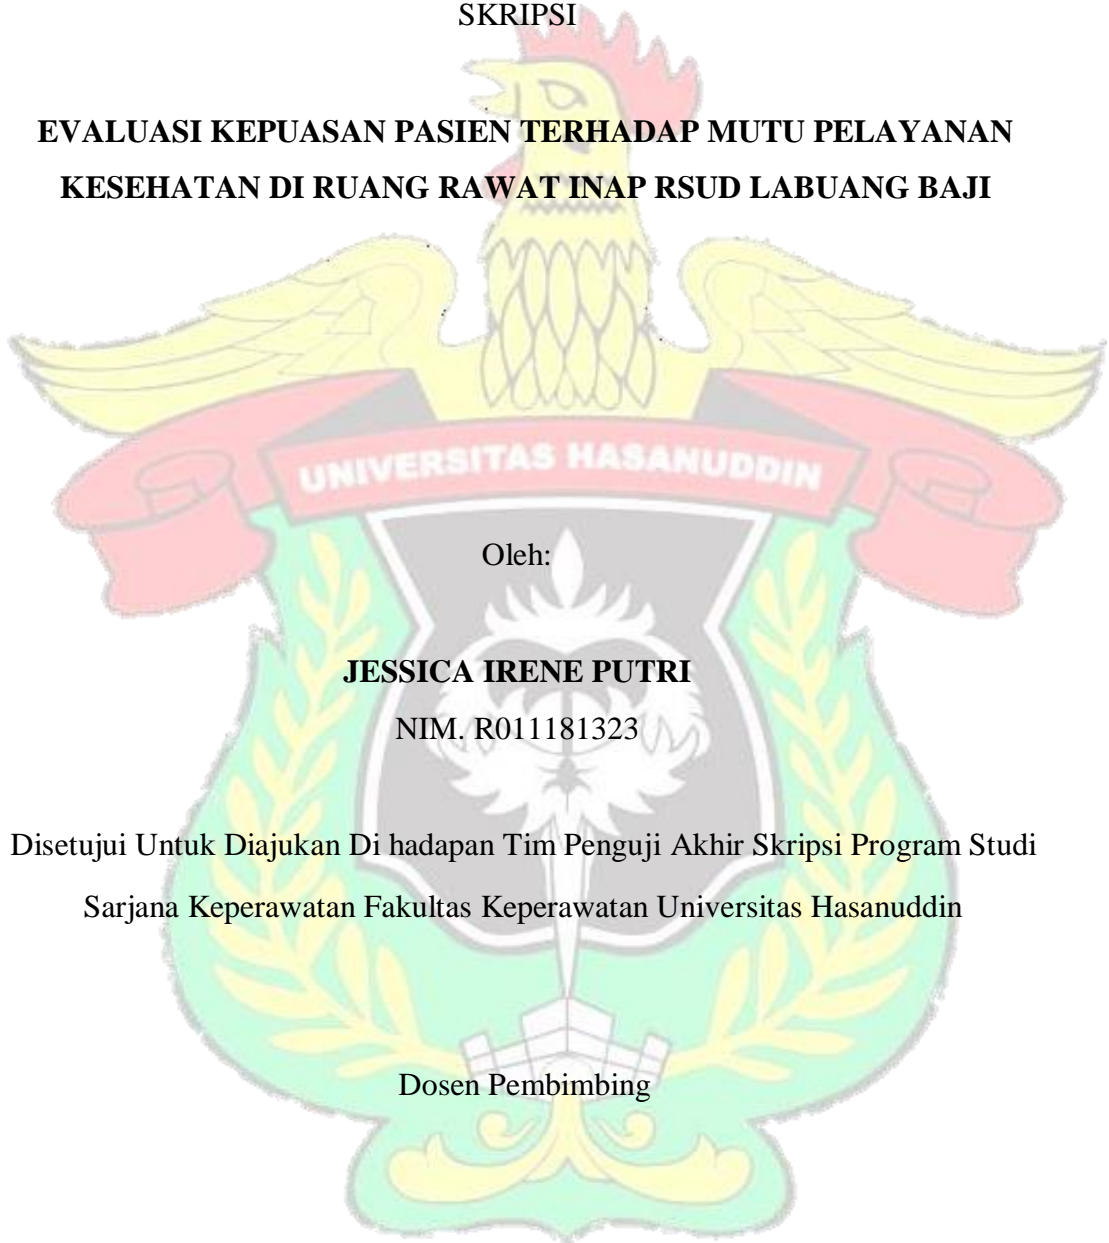 SKRIPSI
EVALUASI KEPUASAN PASIEN TERHADAP MUTU PELAYANAN
KESEHATAN DI RUANG RAWAT INAP RSUD LABUANG BAJI
UNIVERSITAS HASANUDDIN
Oleh:
JESSICA IRENE PUTRI
NIM. R011181323
Disetujui Untuk Diajukan Di hadapan Tim Penguji Akhir Skripsi Program Studi
Sarjana Keperawatan Fakultas Keperawatan Universitas Hasanuddin
Dosen Pembimbing